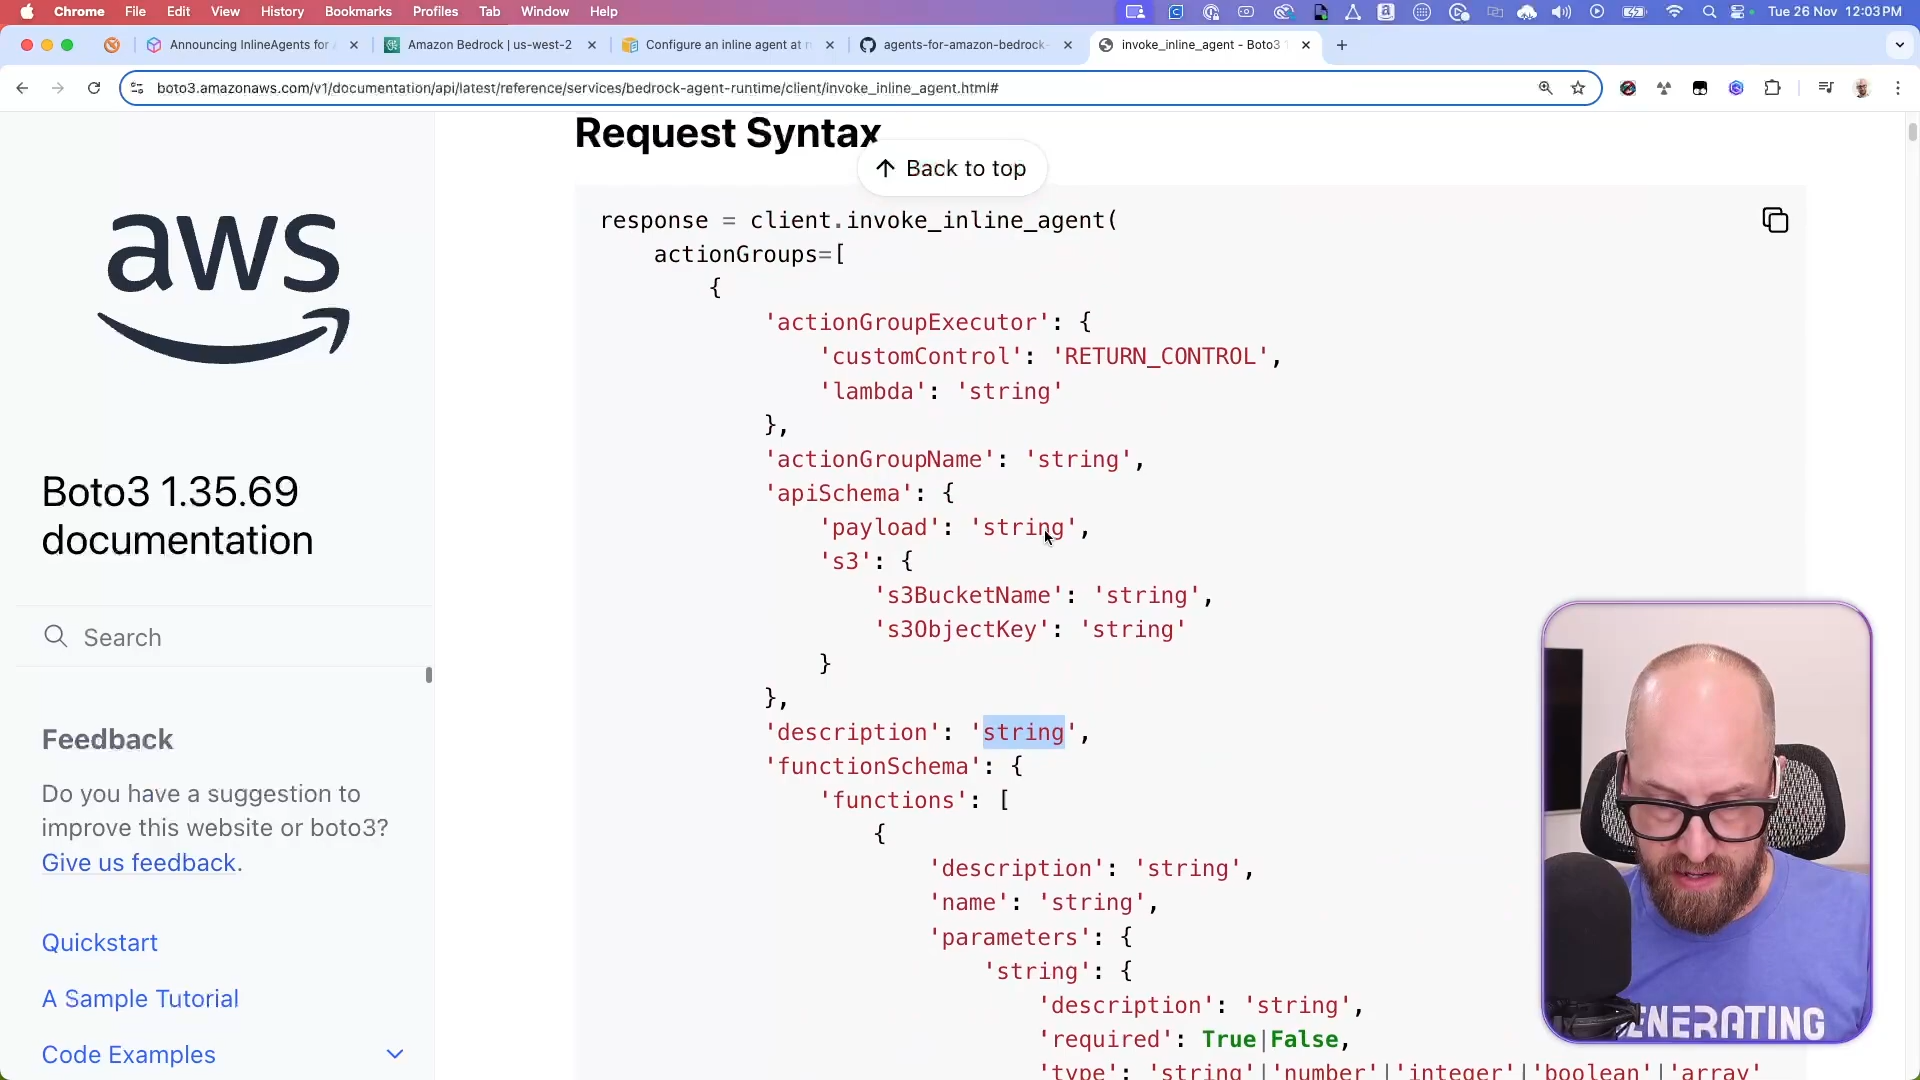 Chrome File Edit View History Bookmarks Profiles Tab Window Help Tue 26 Nov 12:03 PM
Announcing InlineAgents for
Amazon Bedrock | us-west-2
Configure an inline agent at r
agents-for-amazon-bedrock-
invoke_inline_agent - Boto3
boto3.amazonaws.com/v1/documentation/api/latest/reference/services/bedrock-agent-runtime/client/invoke_inline_agent.html#
aws
Boto3 1.35.69
documentation
Search
Feedback
Do you have a suggestion to
improve this website or boto3?
Give us feedback.
Quickstart
A Sample Tutorial
Code Examples
Request Syntax
Back to top
response = client.invoke_inline_agent(
actionGroups=[
{
'actionGroupExecutor': {
'customControl': 'RETURN_CONTROL',
'lambda': 'string'
},
'actionGroupName': 'string',
'apiSchema': {
'payload': 'string',
's3': {
's3BucketName': 'string',
's3ObjectKey': 'string'
}
},
'description': 'string',
'functionSchema': {
'functions': [
{
'description': 'string',
'name': 'string',
'parameters': {
'string': {
'description': 'string',
'required': True|False,
'type': 'string'|'number'|'integer'|'boolean'|'array'
ENERATING